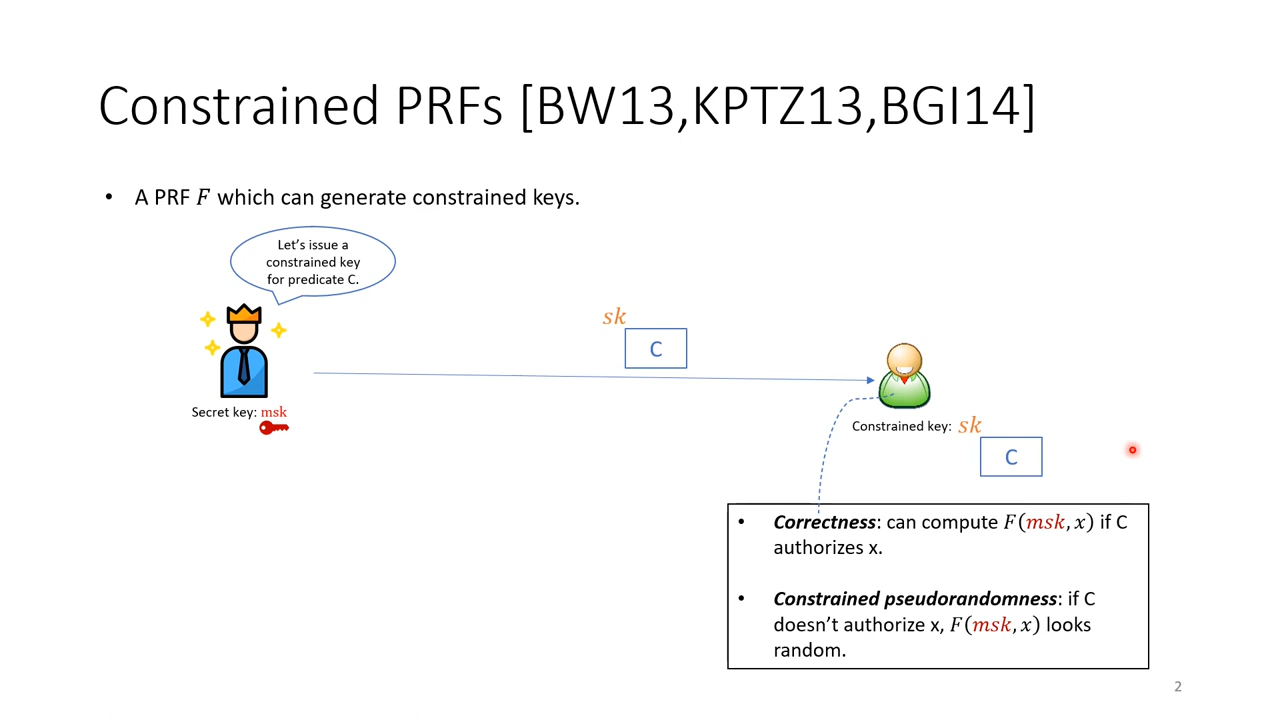 Constrained PRFs [BW13,KPTZ13,BGI14]
• A PRF F which can generate constrained keys.
Let’s issue a
constrained key
for predicate C.
sk
C
Secret key: msk
Constrained key: sk
C
• Correctness: can compute F(msk, x) if C
authorizes x.
• Constrained pseudorandomness: if C
doesn’t authorize x, F(msk, x) looks
random.
2